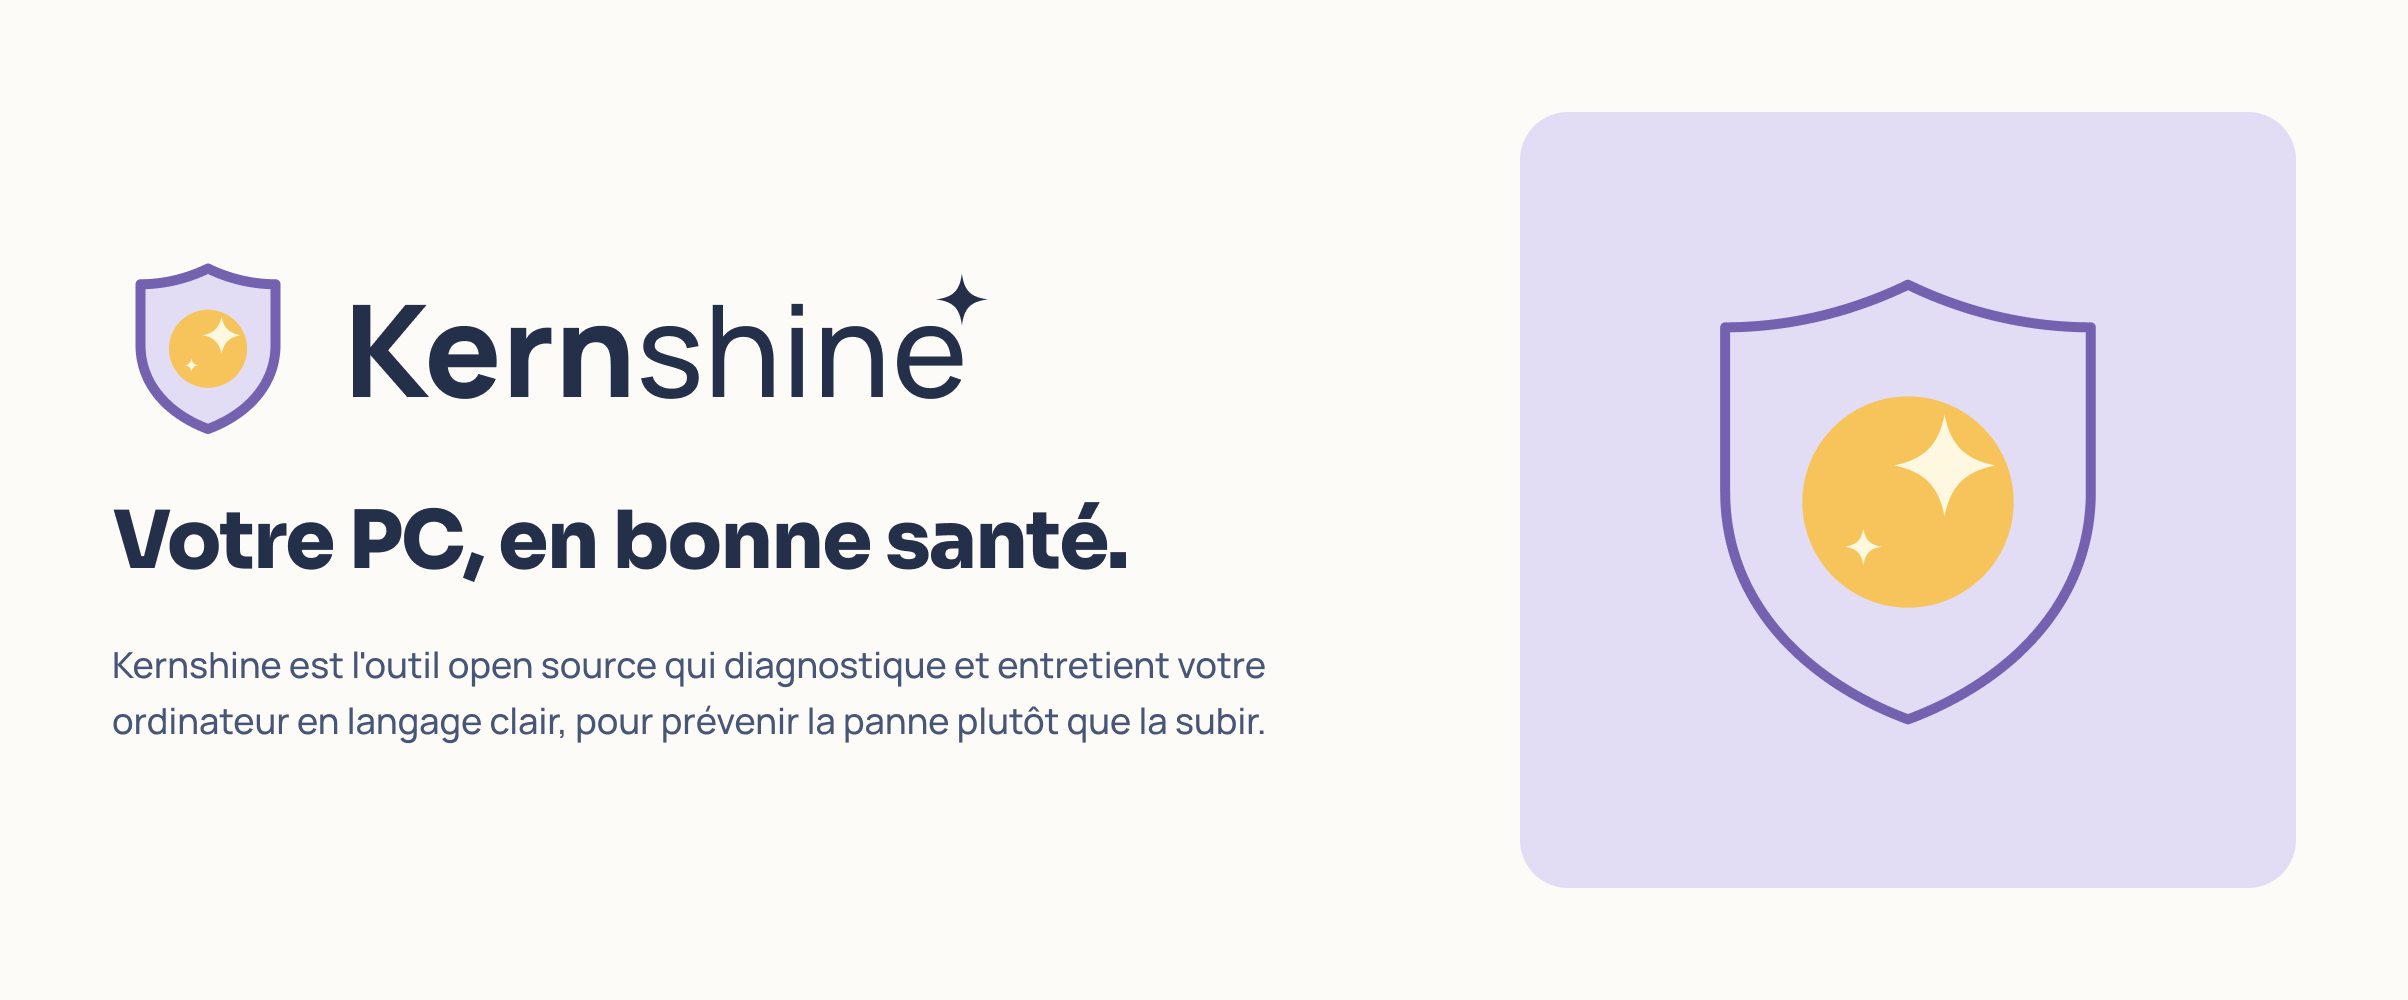 Kernshine
Votre PC, en bonne santé.
Kernshine est l'outil open source qui diagnostique et entretient votre
ordinateur en langage clair, pour prévenir la panne plutôt que la subir.